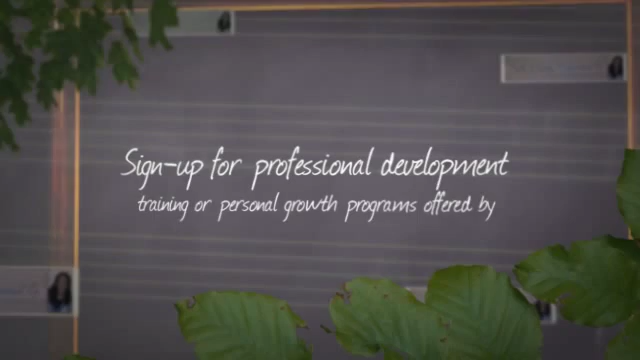 Sign-up for professional development
training or personal growth programs offered by